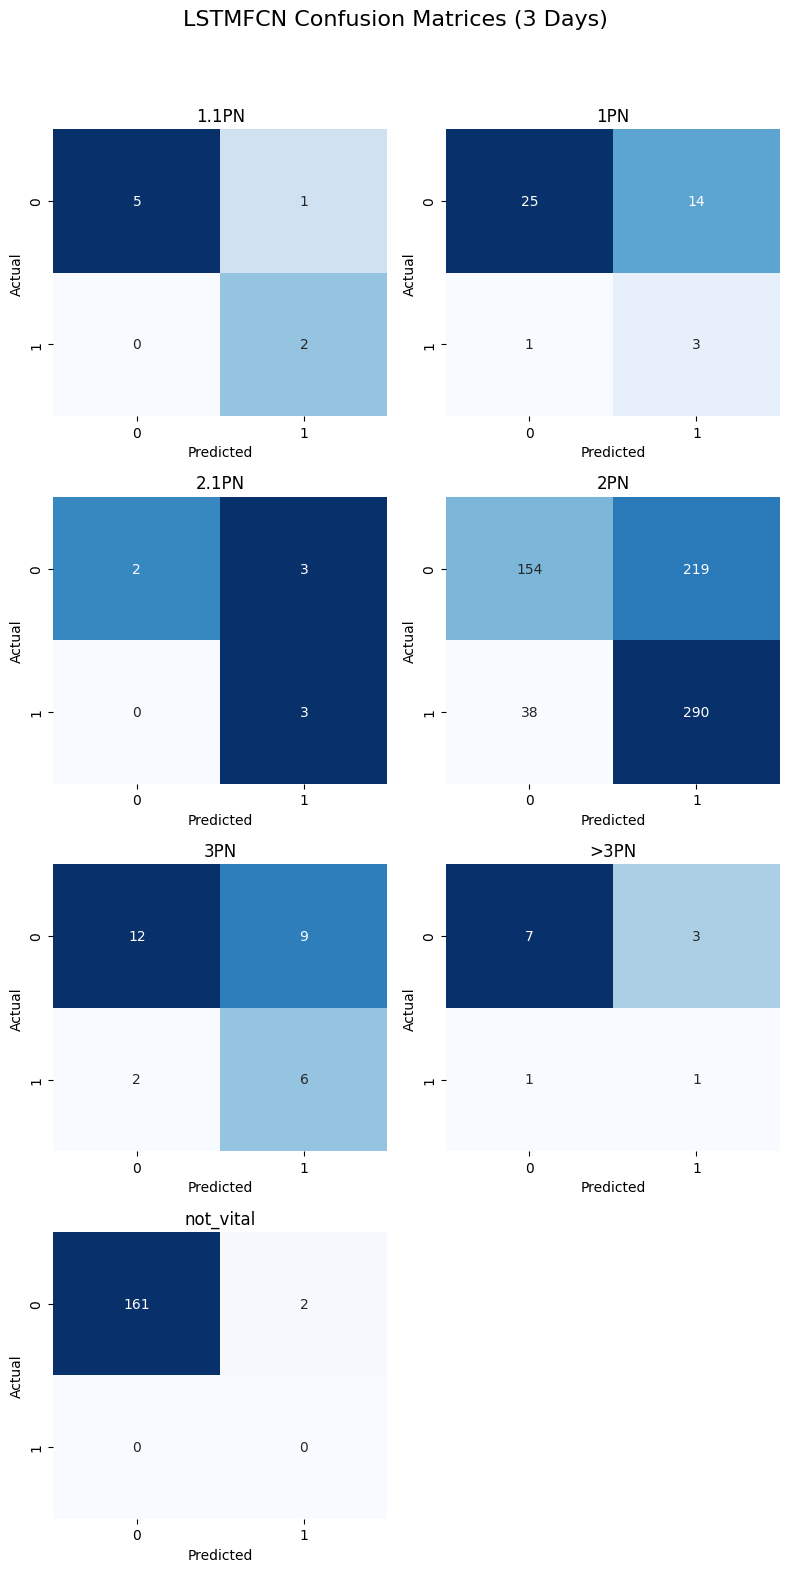 LSTMFCN Confusion Matrices (3 Days)
1.1PN
0
5
1
Actual
1
0
2
0
1
Predicted
1PN
0
25
14
Actual
1
1
3
0
1
Predicted
2.1PN
0
2
3
Actual
1
0
3
0
1
Predicted
2PN
0
154
219
Actual
1
38
290
0
1
Predicted
3PN
0
12
9
Actual
1
2
6
0
1
Predicted
>3PN
0
7
3
Actual
1
1
1
0
1
Predicted
not_vital
0
161
2
Actual
1
0
0
0
1
Predicted